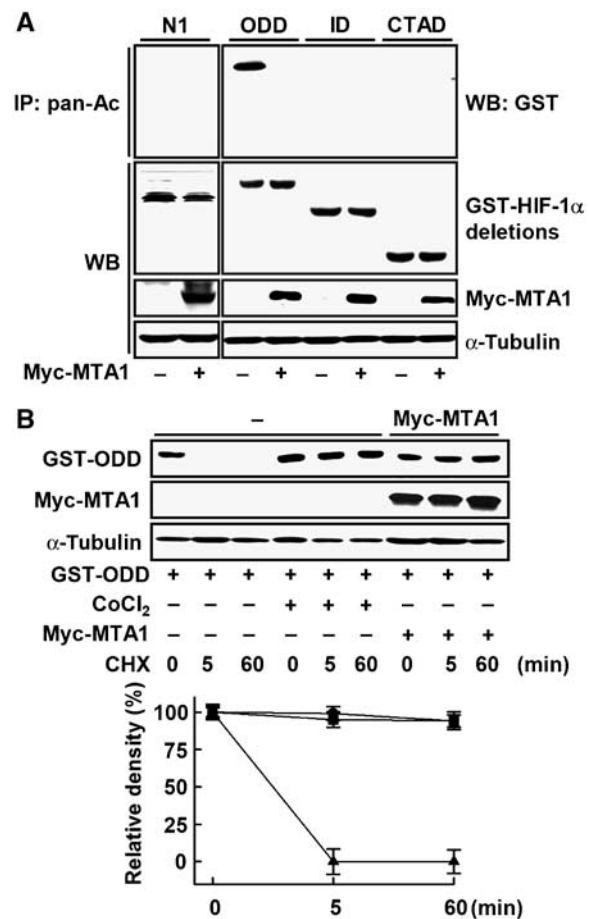 A
N1 ODD ID CTAD
IP: pan-Ac
WB: GST
WB
GST-HIF-1α
deletions
Myc-MTA1
α-Tubulin
Myc-MTA1 – + – + – + – +
B
– Myc-MTA1
GST-ODD
Myc-MTA1
α-Tubulin
GST-ODD + + + + + + + + +
CoCl₂ – – – + + + – – –
Myc-MTA1 – – – – – – + + +
CHX 0 5 60 0 5 60 0 5 60 (min)
Relative density (%)
100
75
50
25
0
0 5 60 (min)